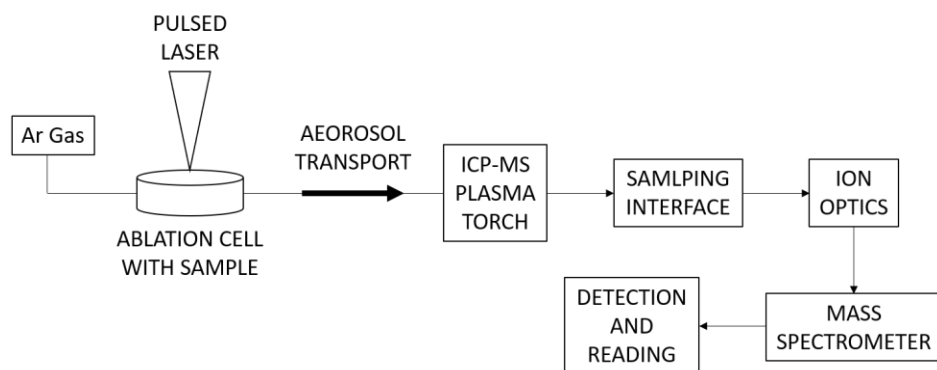 PULSED
LASER
Ar Gas
AEOROSOL
TRANSPORT
ABLATION CELL
WITH SAMPLE
ICP-MS
PLASMA
TORCH
SAMLPING
INTERFACE
ION
OPTICS
MASS
SPECTROMETER
DETECTION
AND
READING